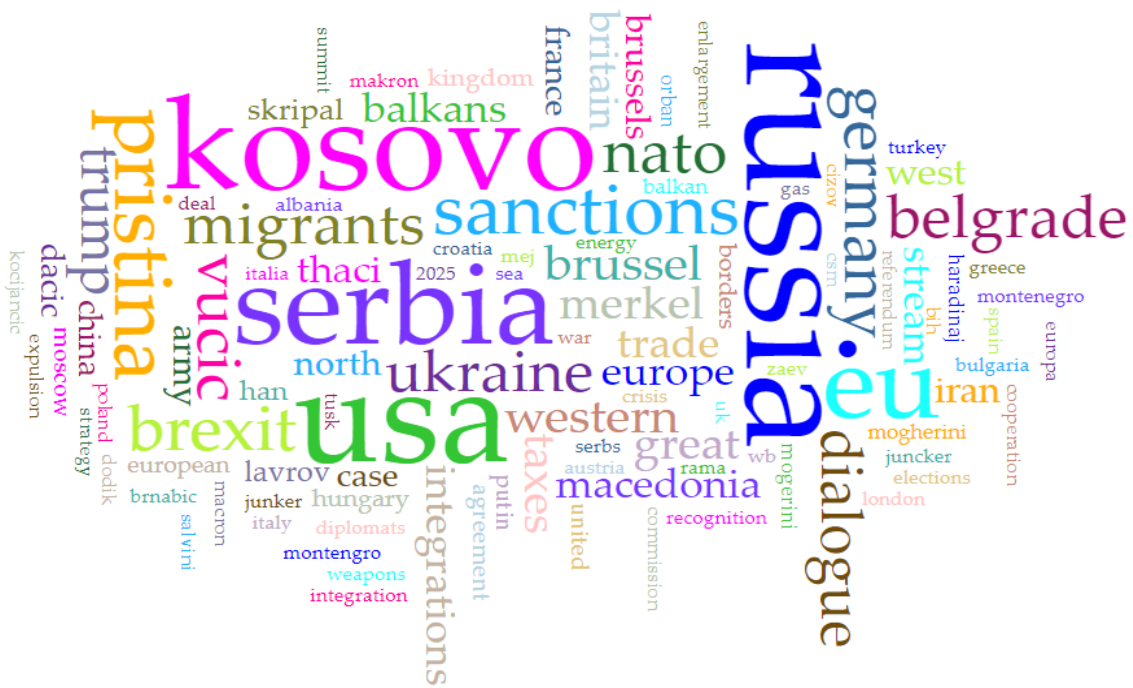 summit
makron
kingdom
france
britain
brussels
orban
enlargement
skripal
balkans
kosovo
nato
russia
germany
turkey
west
pristina
trump
deal
albania
migrants
sanctions
balkan
gas
cizov
belgrade
kocijancic
dacic
china
vucic
italia
thaci
croatia
2025
mej
sea
energy
brussel
borders
csm
referendum
stream
haradinaj
greece
montenegro
serbia
merkel
war
trade
bih
spain
europa
expulsion
moscow
army
north
ukraine
europe
zaev
eu
iran
bulgaria
poland
strategy
han
tusk
usa
crisis
uk
western
cooperation
dodik
brexit
taxes
serbs
great
wb
mogherini
juncker
european
lavrov
case
integrations
austria
rama
mogerini
dialogue
elections
london
brnabic
macron
junker
hungary
agreement
putin
macedonia
united
recognition
commission
salvini
italy
diplomats
montengro
weapons
integration